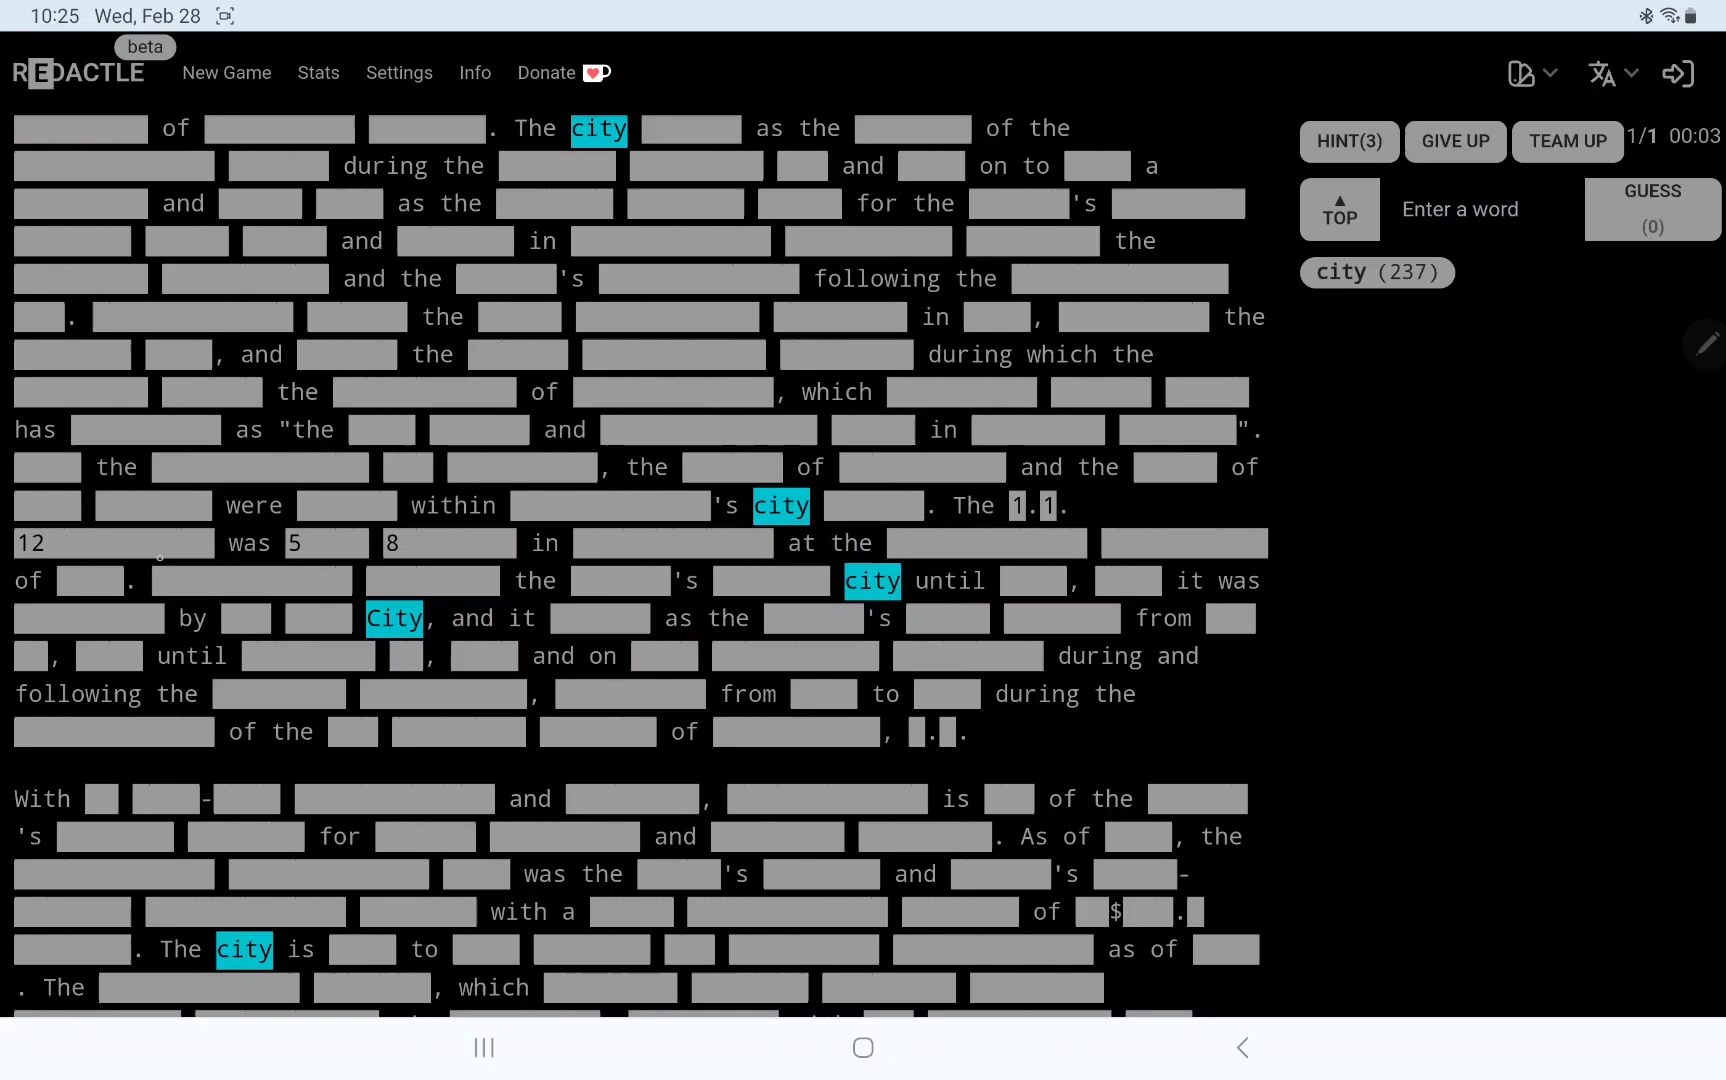 10:25 Wed, Feb 28
beta
REDACTLE New Game Stats Settings Info Donate
of . The city as the of the
during the and on to a
and as the for the 's
and in the
and the 's following the
. the in , the
, and the during which the
the of , which
has as "the and in ".
the , the of and the of
were within 's city . The 1.1.
12 was 5 8 in at the
of . the 's city until , it was
by City, and it as the 's from
, until , and on during and
following the , from to during the
of the of , . .
With - and , is of the
's for and . As of , the
was the 's and 's -
with a of $ .
. The city is to as of
. The , which
HINT(3) GIVE UP TEAM UP 1/1 00:03
▲ TOP Enter a word GUESS (0)
city (237)